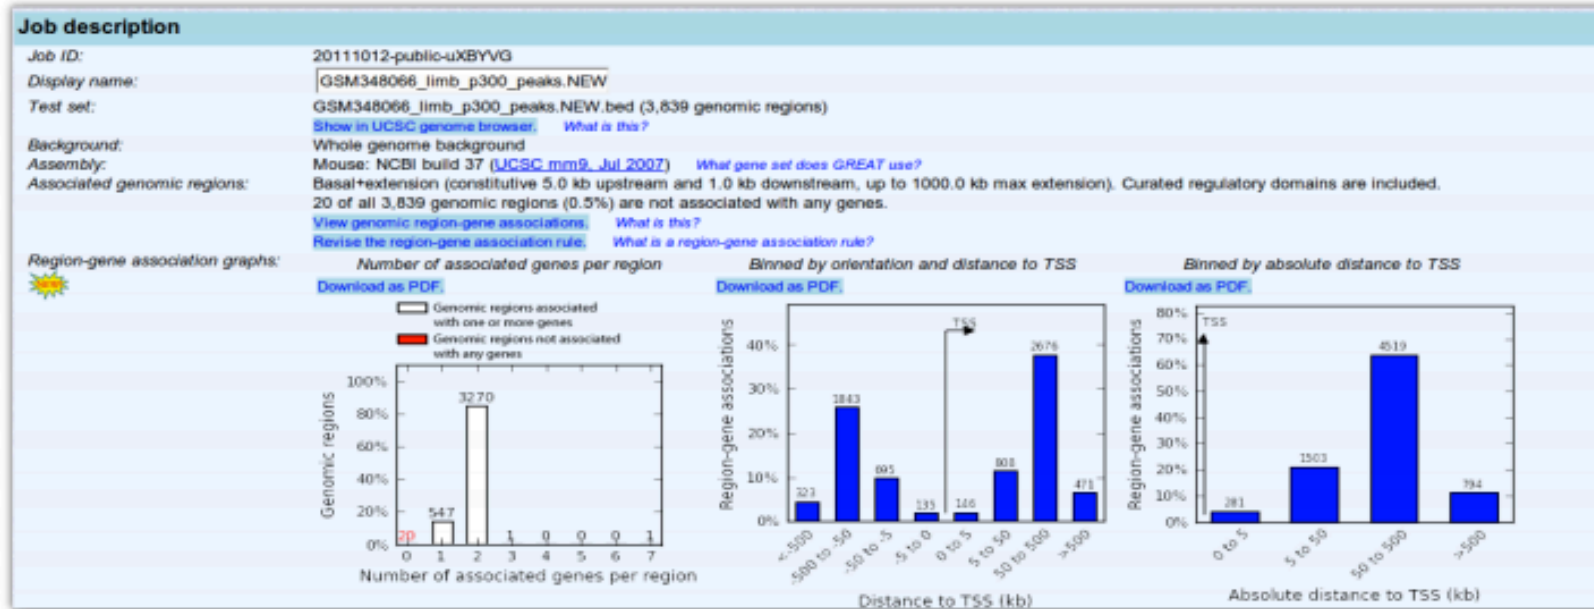 Job description
Job ID: 20111012-public-uXBYVG
Display name: GSM348066_limb_p300_peaks.NEW
Test set: GSM348066_limb_p300_peaks.NEW.bed (3,839 genomic regions)
Show in UCSC genome browser. What is this?
Background: Whole genome background
Assembly: Mouse: NCBI build 37 (UCSC mm9, Jul 2007) What gene set does GREAT use?
Associated genomic regions: Basal+extension (constitutive 5.0 kb upstream and 1.0 kb downstream, up to 1000.0 kb max extension). Curated regulatory domains are included.
20 of all 3,839 genomic regions (0.5%) are not associated with any genes.
View genomic region-gene associations. What is this?
Revise the region-gene association rule. What is a region-gene association rule?
Region-gene association graphs:
NEW
Number of associated genes per region
Download as PDF.
Genomic regions associated
with one or more genes
Genomic regions not associated
with any genes
Genomic regions
100%
80%
60%
40%
20%
0%
20 547 3270 1 0 0 0 1
0 1 2 3 4 5 6 7
Number of associated genes per region
Binned by orientation and distance to TSS
Download as PDF.
Region-gene associations
40%
30%
20%
10%
0%
TSS
323 1843 695 135 146 808 2676 471
<-500 -500 to -50 -50 to -5 -5 to 0 0 to 5 5 to 50 50 to 500 >500
Distance to TSS (kb)
Binned by absolute distance to TSS
Download as PDF.
Region-gene associations
80%
70%
60%
50%
40%
30%
20%
10%
0%
TSS
281 1503 4519 794
0 to 5 5 to 50 50 to 500 >500
Absolute distance to TSS (kb)